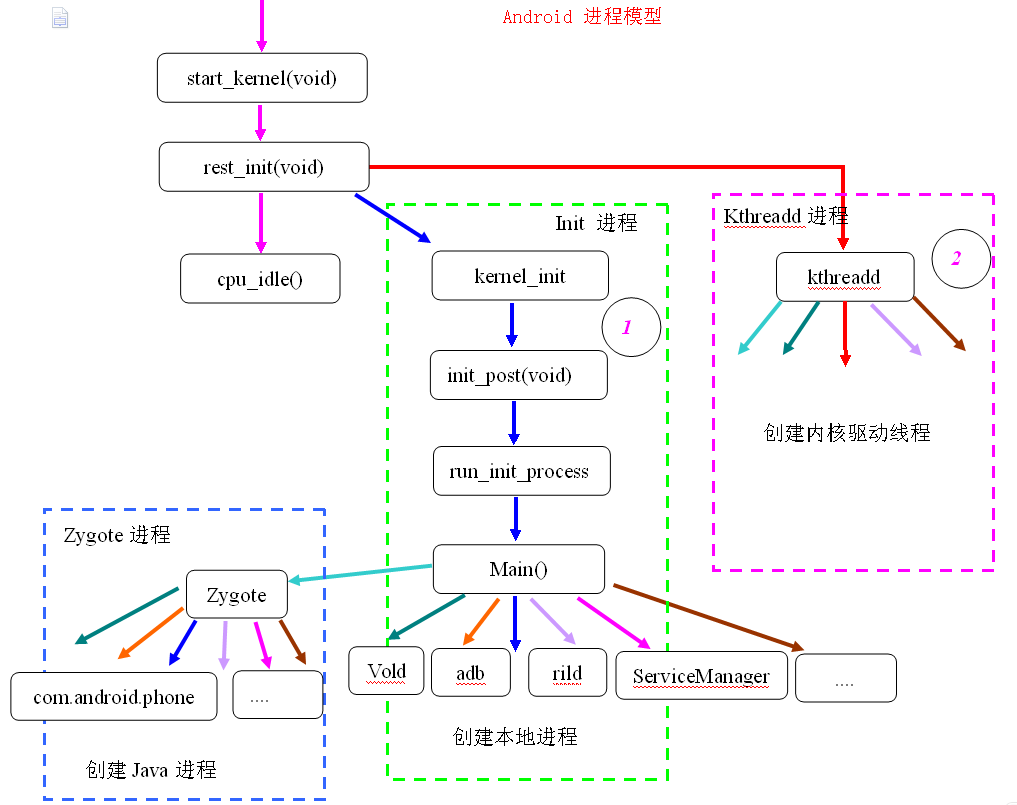 Android 进程模型
start_kernel(void)
rest_init(void)
cpu_idle()
Init 进程
kernel_init
1
init_post(void)
run_init_process
Main()
Kthreadd 进程
2
kthreadd
创建内核驱动线程
Zygote 进程
Zygote
com.android.phone
....
创建 Java 进程
Vold
adb
rild
ServiceManager
....
创建本地进程